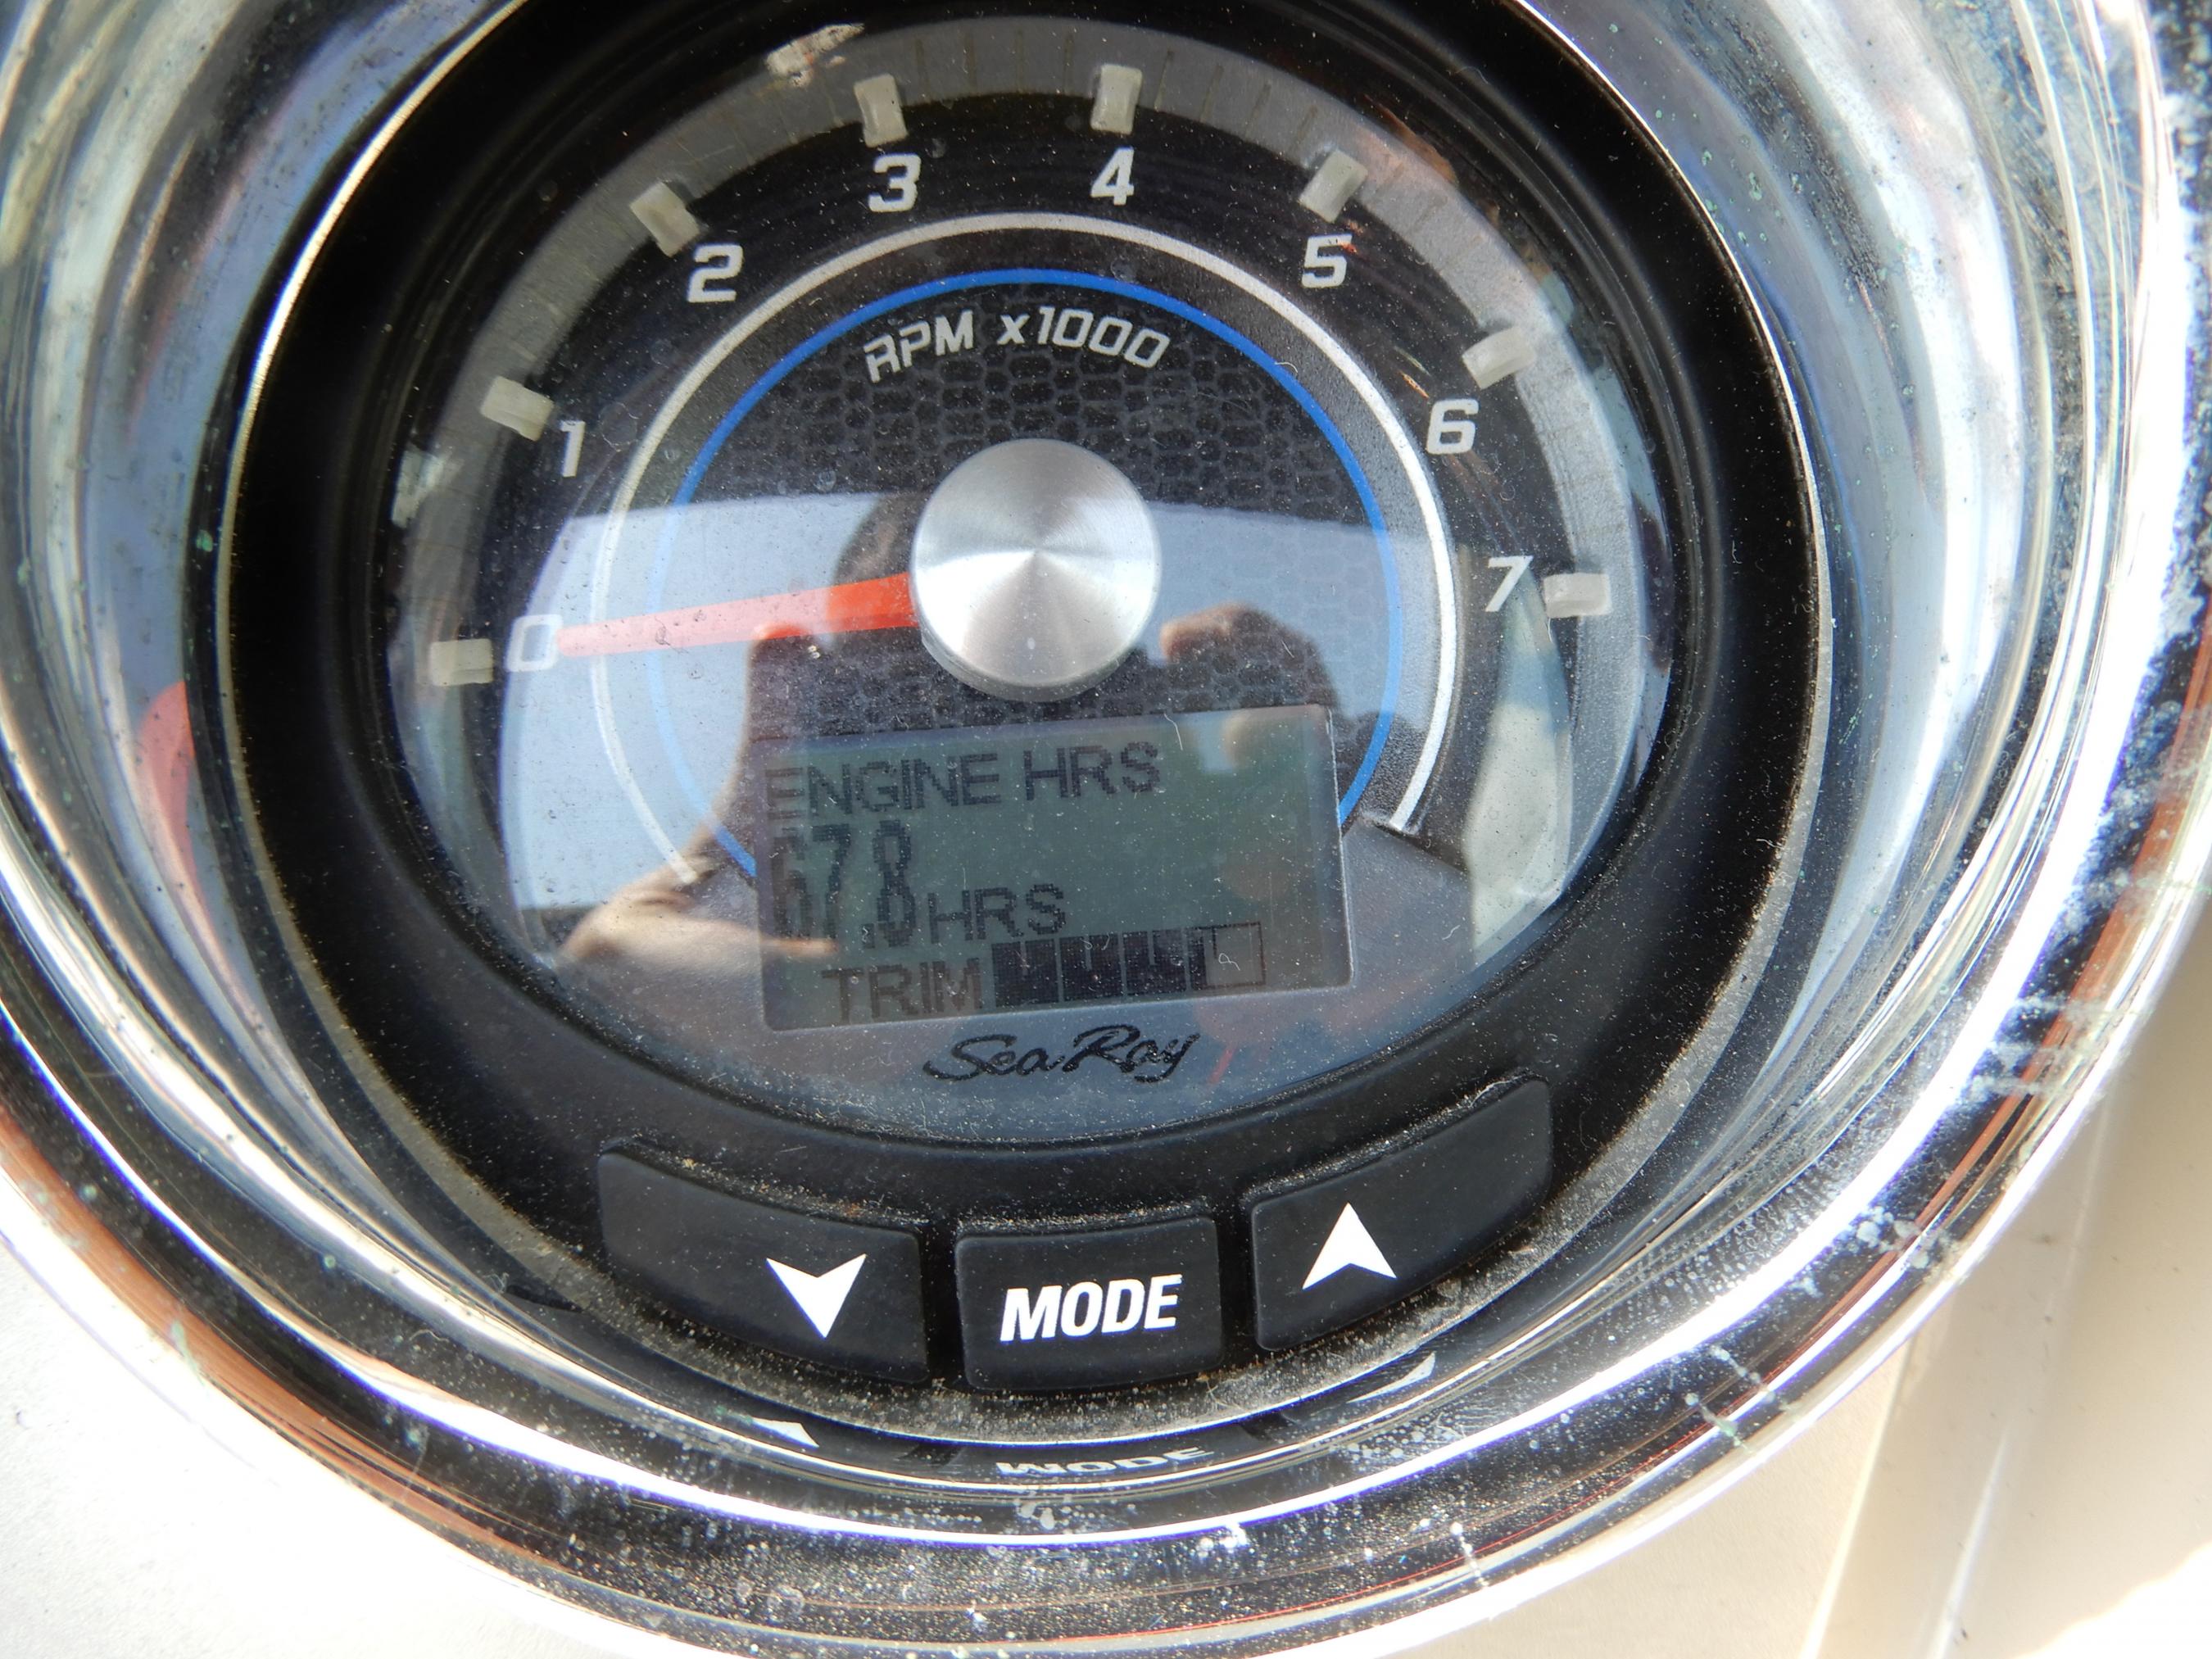 3 4
2 5
RPM x1000
1 6
0 7
ENGINE HRS
67.8 HRS
TRIM
Sea Ray
MODE
MODE